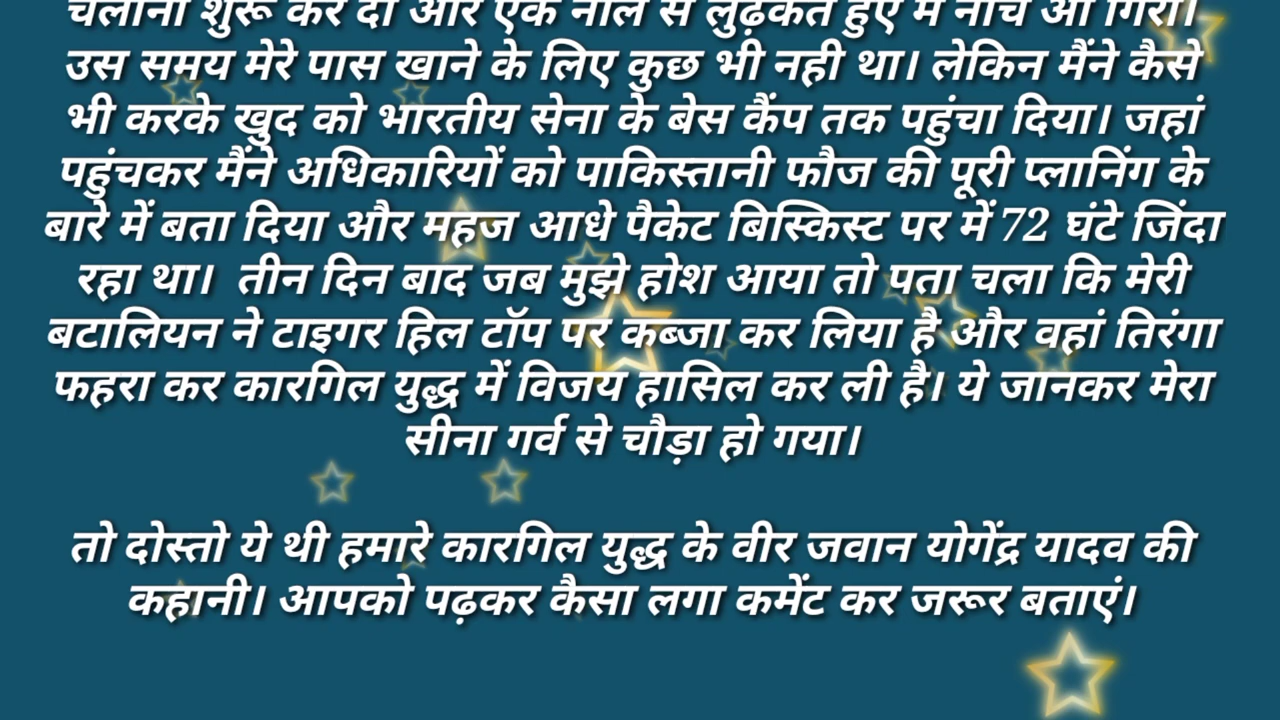 चलाना शुरू कर दी और एक नाले से लुढ़कते हुए में नीचे आ गिरा।
उस समय मेरे पास खाने के लिए कुछ भी नही था। लेकिन मैंने कैसे
भी करके खुद को भारतीय सेना के बेस कैंप तक पहुंचा दिया। जहां
पहुंचकर मैंने अधिकारियों को पाकिस्तानी फौज की पूरी प्लानिंग के
बारे में बता दिया और महज आधे पैकेट बिस्किस्ट पर में 72 घंटे जिंदा
रहा था। तीन दिन बाद जब मुझे होश आया तो पता चला कि मेरी
बटालियन ने टाइगर हिल टॉप पर कब्जा कर लिया है और वहां तिरंगा
फहरा कर कारगिल युद्ध में विजय हासिल कर ली है। ये जानकर मेरा
सीना गर्व से चौड़ा हो गया।
तो दोस्तो ये थी हमारे कारगिल युद्ध के वीर जवान योगेंद्र यादव की
कहानी। आपको पढ़कर कैसा लगा कमेंट कर जरूर बताएं।